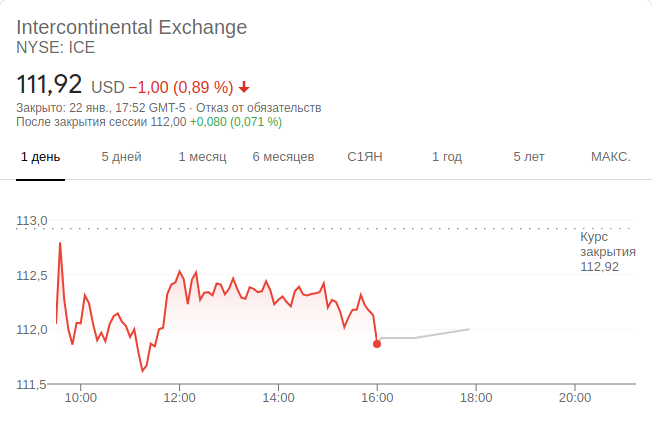 Intercontinental Exchange
NYSE: ICE
111,92 USD −1,00 (0,89 %)
Закрыто: 22 янв., 17:52 GMT-5 · Отказ от обязательств
После закрытия сессии 112,00 +0,080 (0,071 %)
1 день 5 дней 1 месяц 6 месяцев С1ЯН 1 год 5 лет МАКС.
113,0
Курс
закрытия
112,92
112,5
112,0
111,5
10:00 12:00 14:00 16:00 18:00 20:00